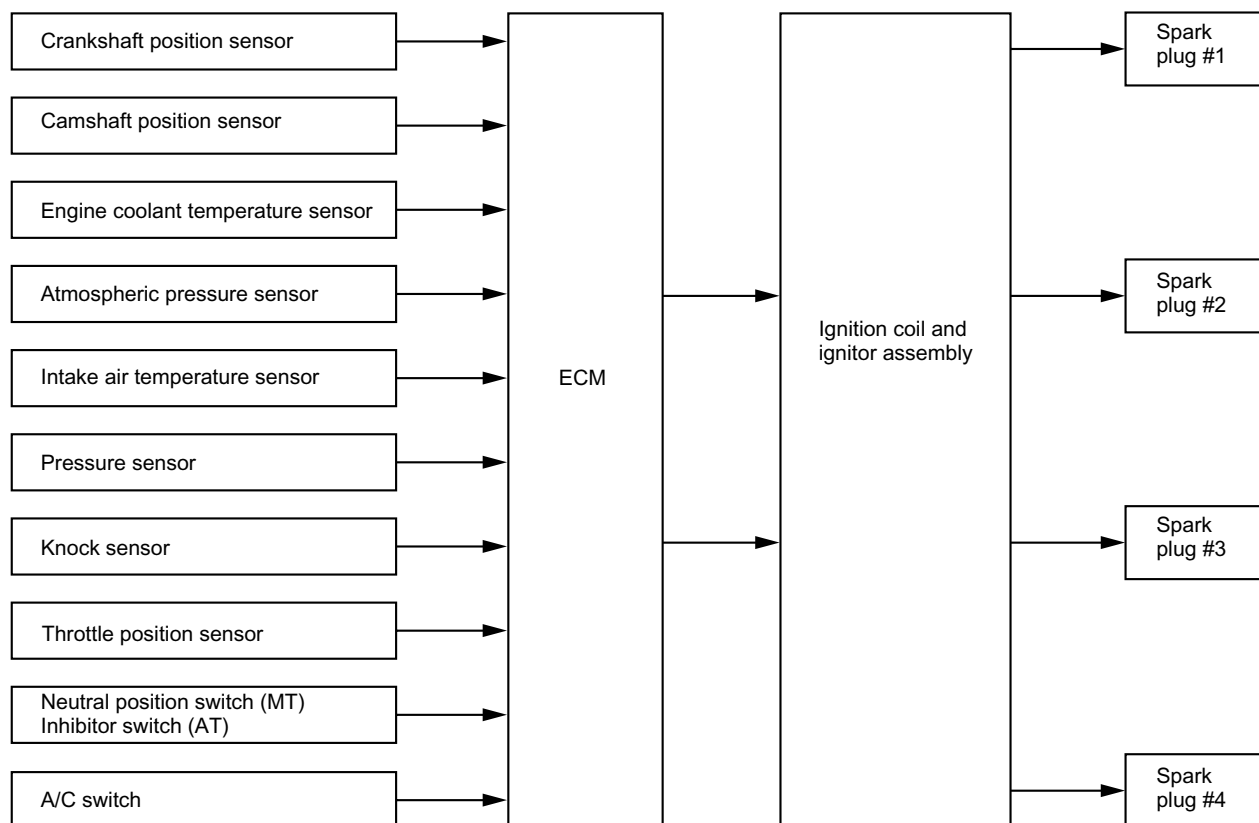 Crankshaft position sensor
Camshaft position sensor
Engine coolant temperature sensor
Atmospheric pressure sensor
Intake air temperature sensor
Pressure sensor
Knock sensor
Throttle position sensor
Neutral position switch (MT)
Inhibitor switch (AT)
A/C switch
ECM
Ignition coil and
ignitor assembly
Spark
plug #1
Spark
plug #2
Spark
plug #3
Spark
plug #4